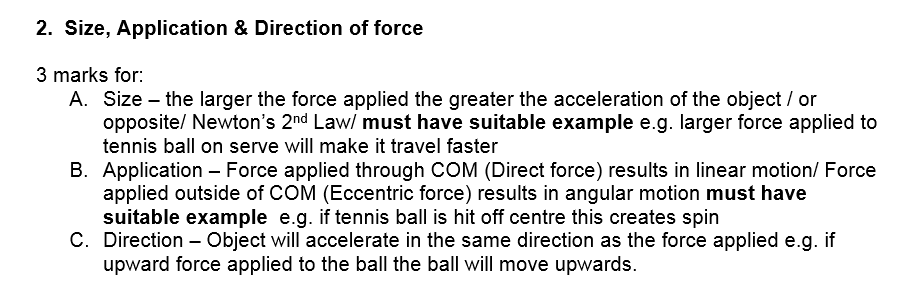 2. Size, Application & Direction of force
3 marks for:
A. Size – the larger the force applied the greater the acceleration of the object / or
opposite/ Newton's 2nd Law/ must have suitable example e.g. larger force applied to
tennis ball on serve will make it travel faster
B. Application – Force applied through COM (Direct force) results in linear motion/ Force
applied outside of COM (Eccentric force) results in angular motion must have
suitable example e.g. if tennis ball is hit off centre this creates spin
C. Direction – Object will accelerate in the same direction as the force applied e.g. if
upward force applied to the ball the ball will move upwards.